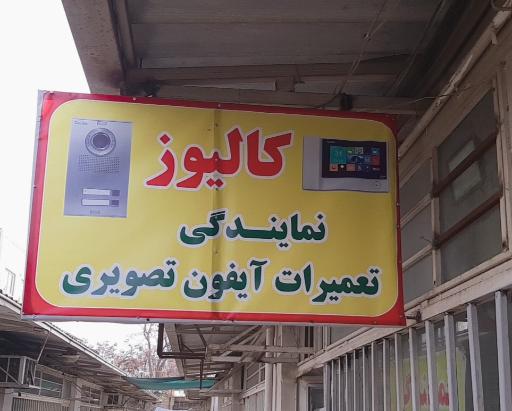 کالیوز
نمایندگی
تعمیرات آیفون تصویری